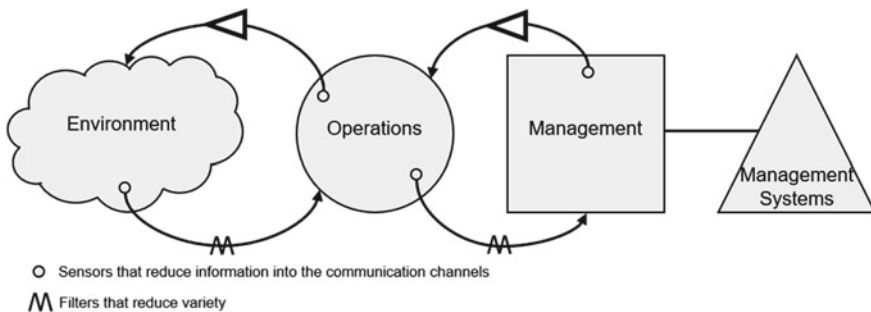 Environment
Operations
Management
Management
Systems
Sensors that reduce information into the communication channels
Filters that reduce variety